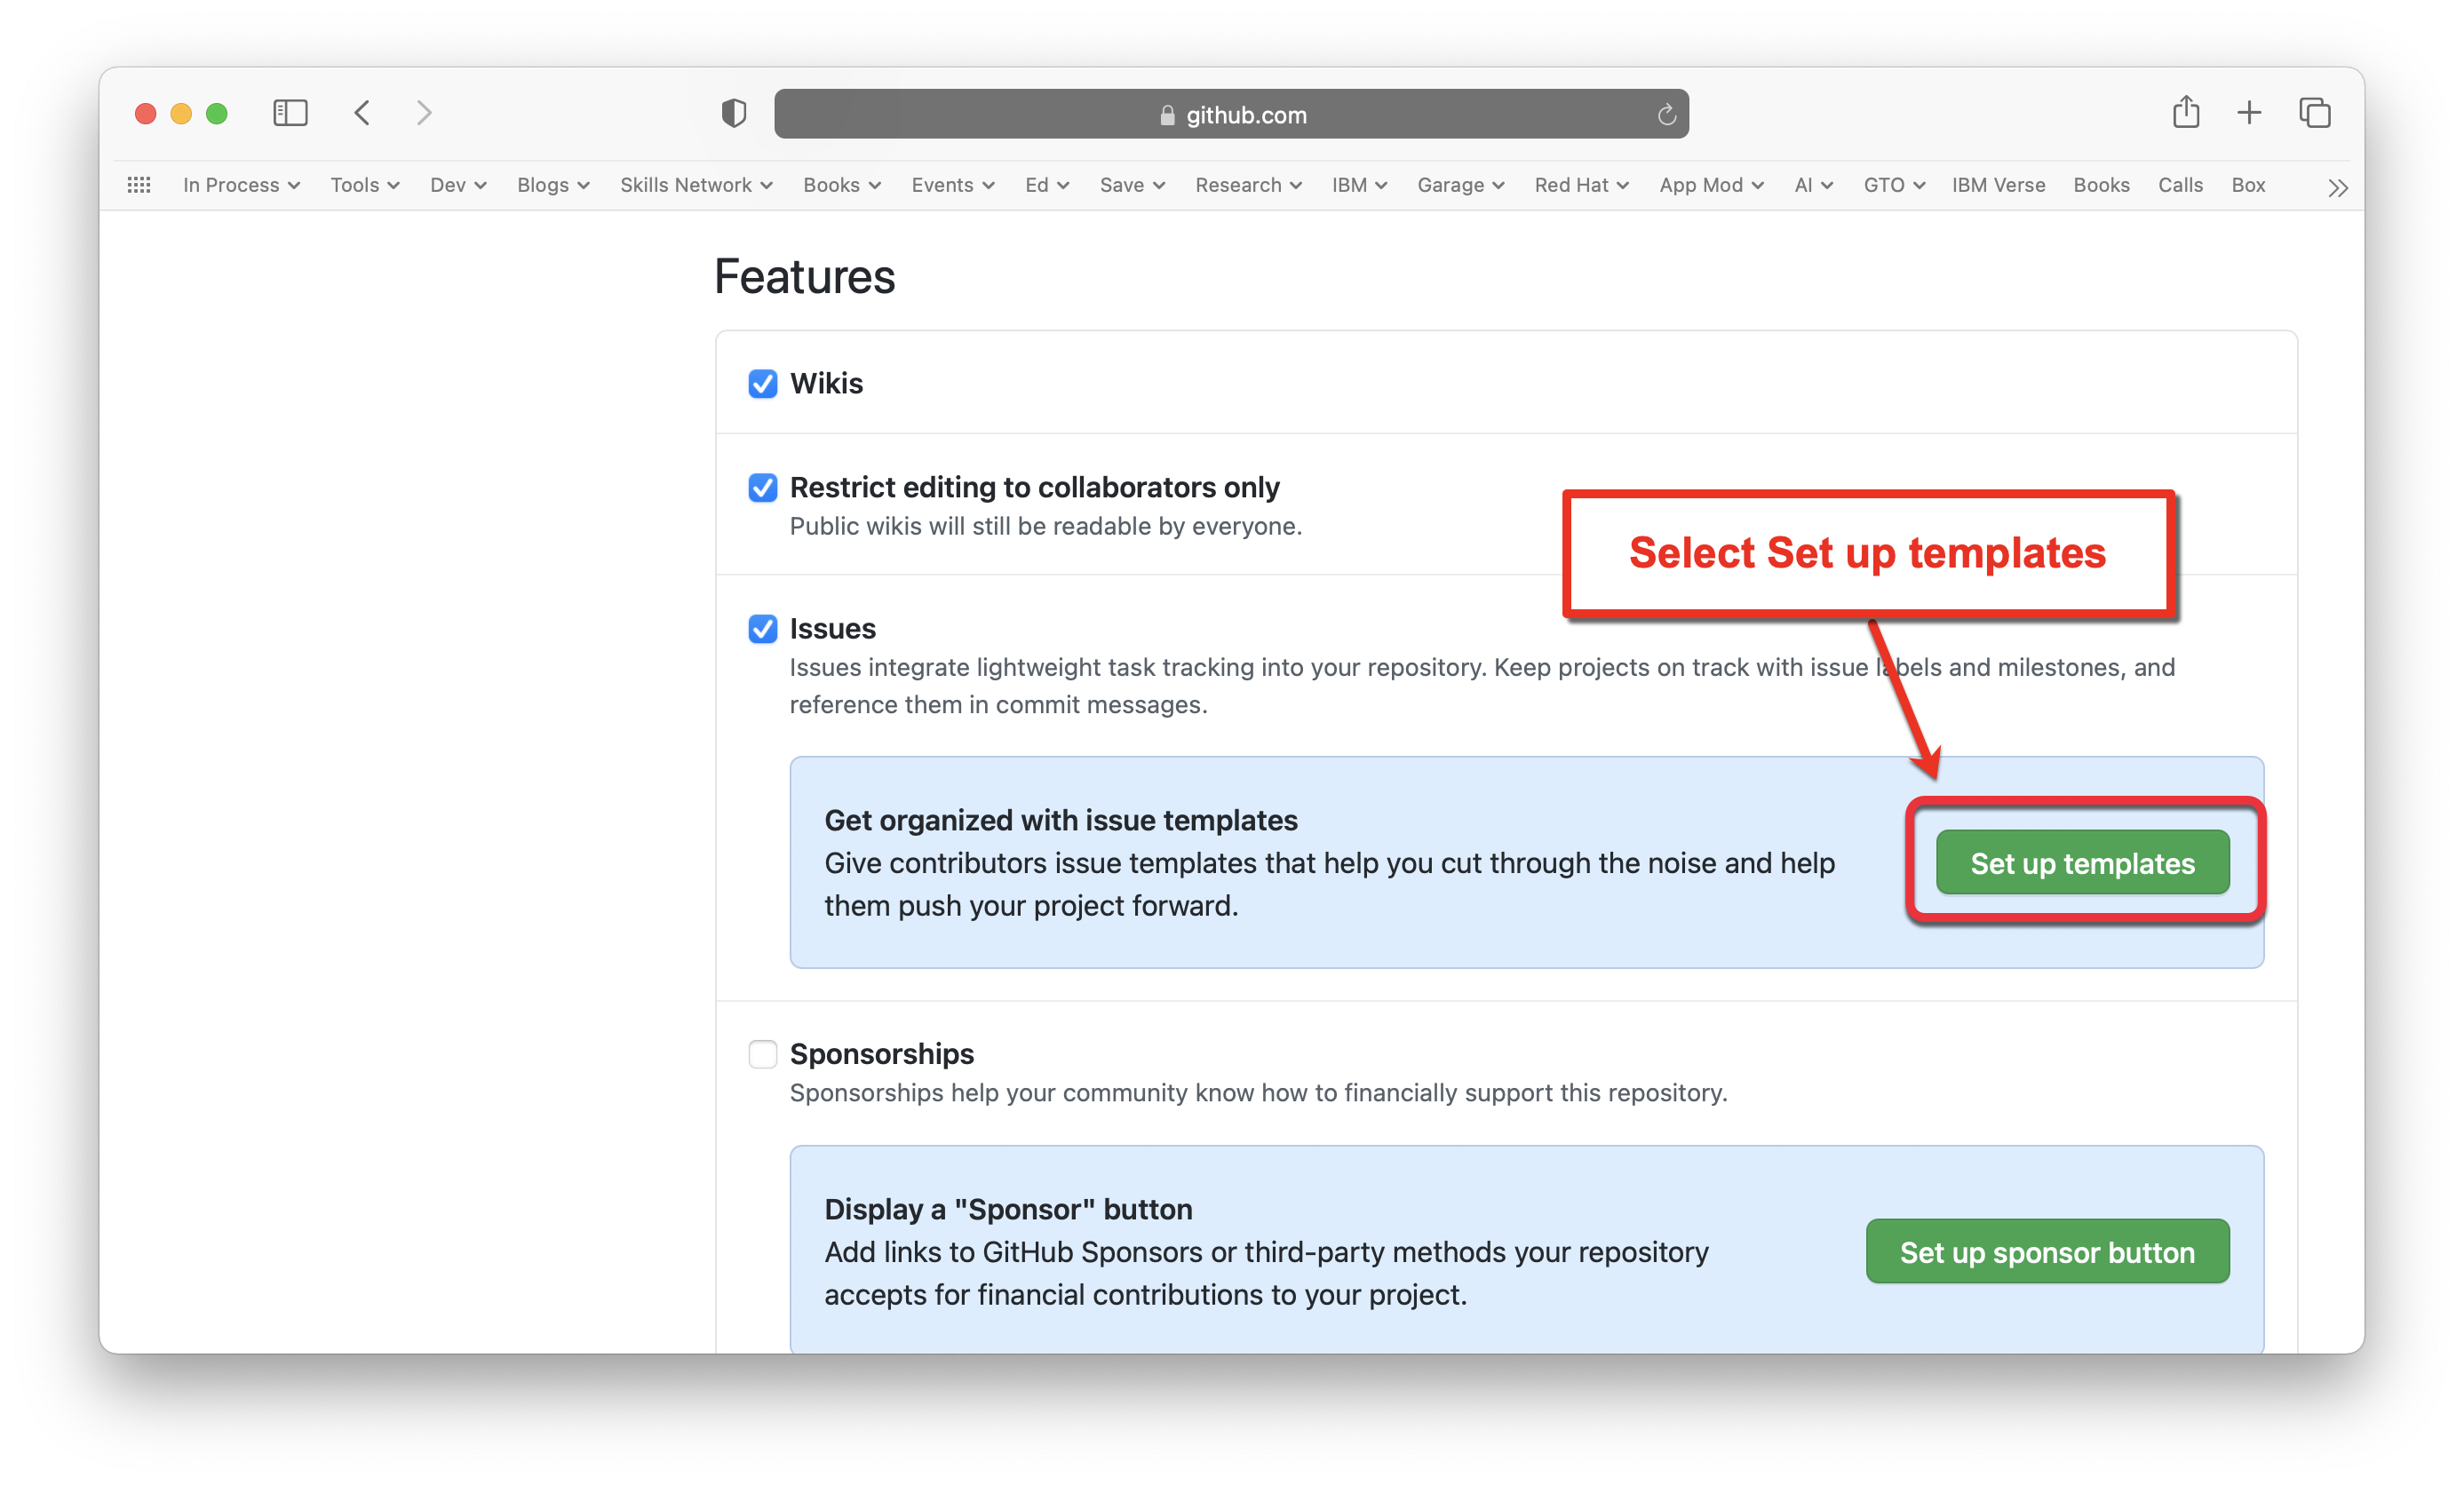 github.com
In Process Tools Dev Blogs Skills Network Books Events Ed Save Research IBM Garage Red Hat App Mod AI GTO IBM Verse Books Calls Box
Features
Wikis
Restrict editing to collaborators only
Public wikis will still be readable by everyone.
Select Set up templates
Issues
Issues integrate lightweight task tracking into your repository. Keep projects on track with issue labels and milestones, and
reference them in commit messages.
Get organized with issue templates
Give contributors issue templates that help you cut through the noise and help
them push your project forward.
Set up templates
Sponsorships
Sponsorships help your community know how to financially support this repository.
Display a "Sponsor" button
Add links to GitHub Sponsors or third-party methods your repository
accepts for financial contributions to your project.
Set up sponsor button